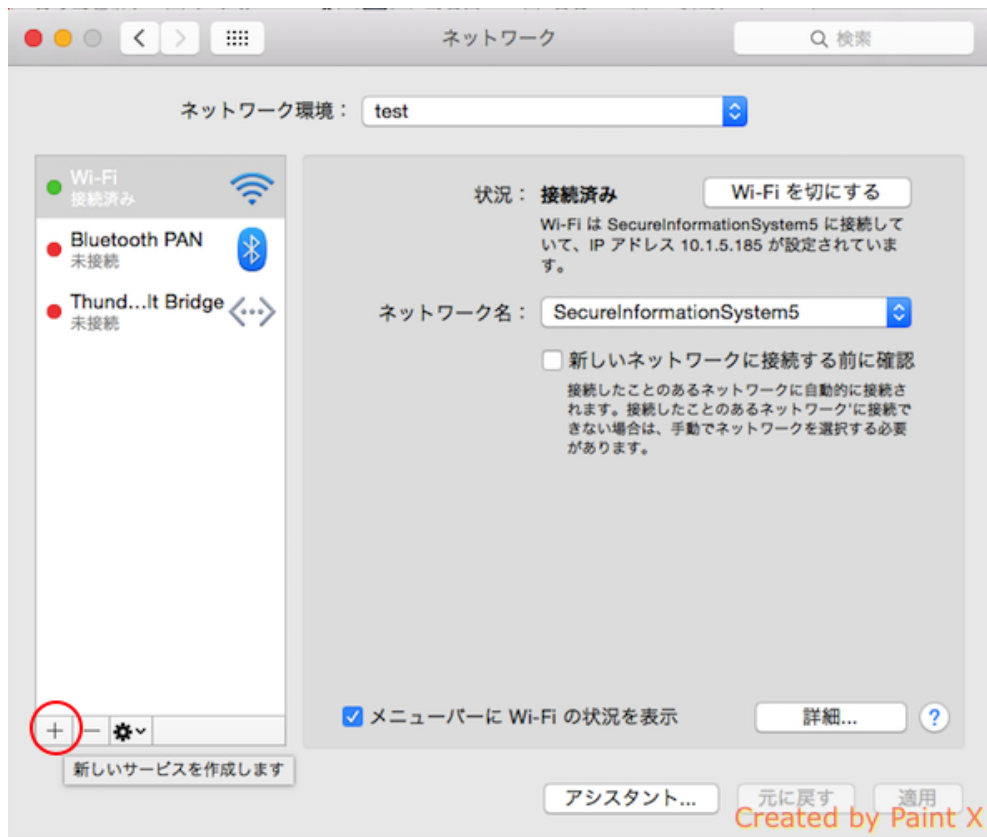 ネットワーク
検索
ネットワーク環境：
test
Wi-Fi
接続済み
Bluetooth PAN
未接続
Thund...lt Bridge
未接続
状況：
接続済み
Wi-Fi を切にする
Wi-Fi は SecureInformationSystem5 に接続して
いて、IP アドレス 10.1.5.185 が設定されていま
す。
ネットワーク名：
SecureInformationSystem5
新しいネットワークに接続する前に確認
接続したことのあるネットワークに自動的に接続さ
れます。接続したことのあるネットワーク'に接続で
きない場合は、手動でネットワークを選択する必要
があります。
メニューバーに Wi-Fi の状況を表示
詳細...
?
新しいサービスを作成します
アシスタント...
元に戻す
適用
Created by Paint X